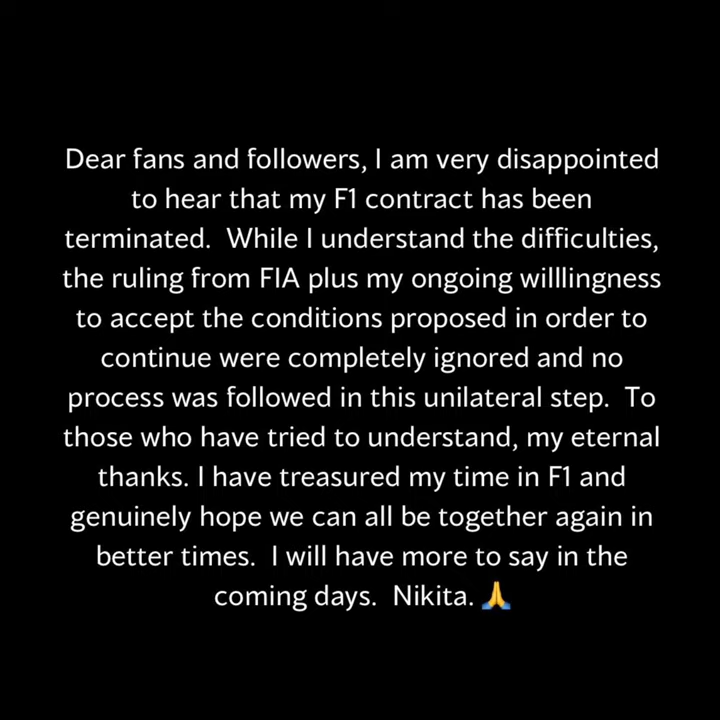 Dear fans and followers, I am very disappointed
to hear that my F1 contract has been
terminated.  While I understand the difficulties,
the ruling from FIA plus my ongoing willlingness
to accept the conditions proposed in order to
continue were completely ignored and no
process was followed in this unilateral step.  To
those who have tried to understand, my eternal
thanks. I have treasured my time in F1 and
genuinely hope we can all be together again in
better times.  I will have more to say in the
coming days.  Nikita. 🙏